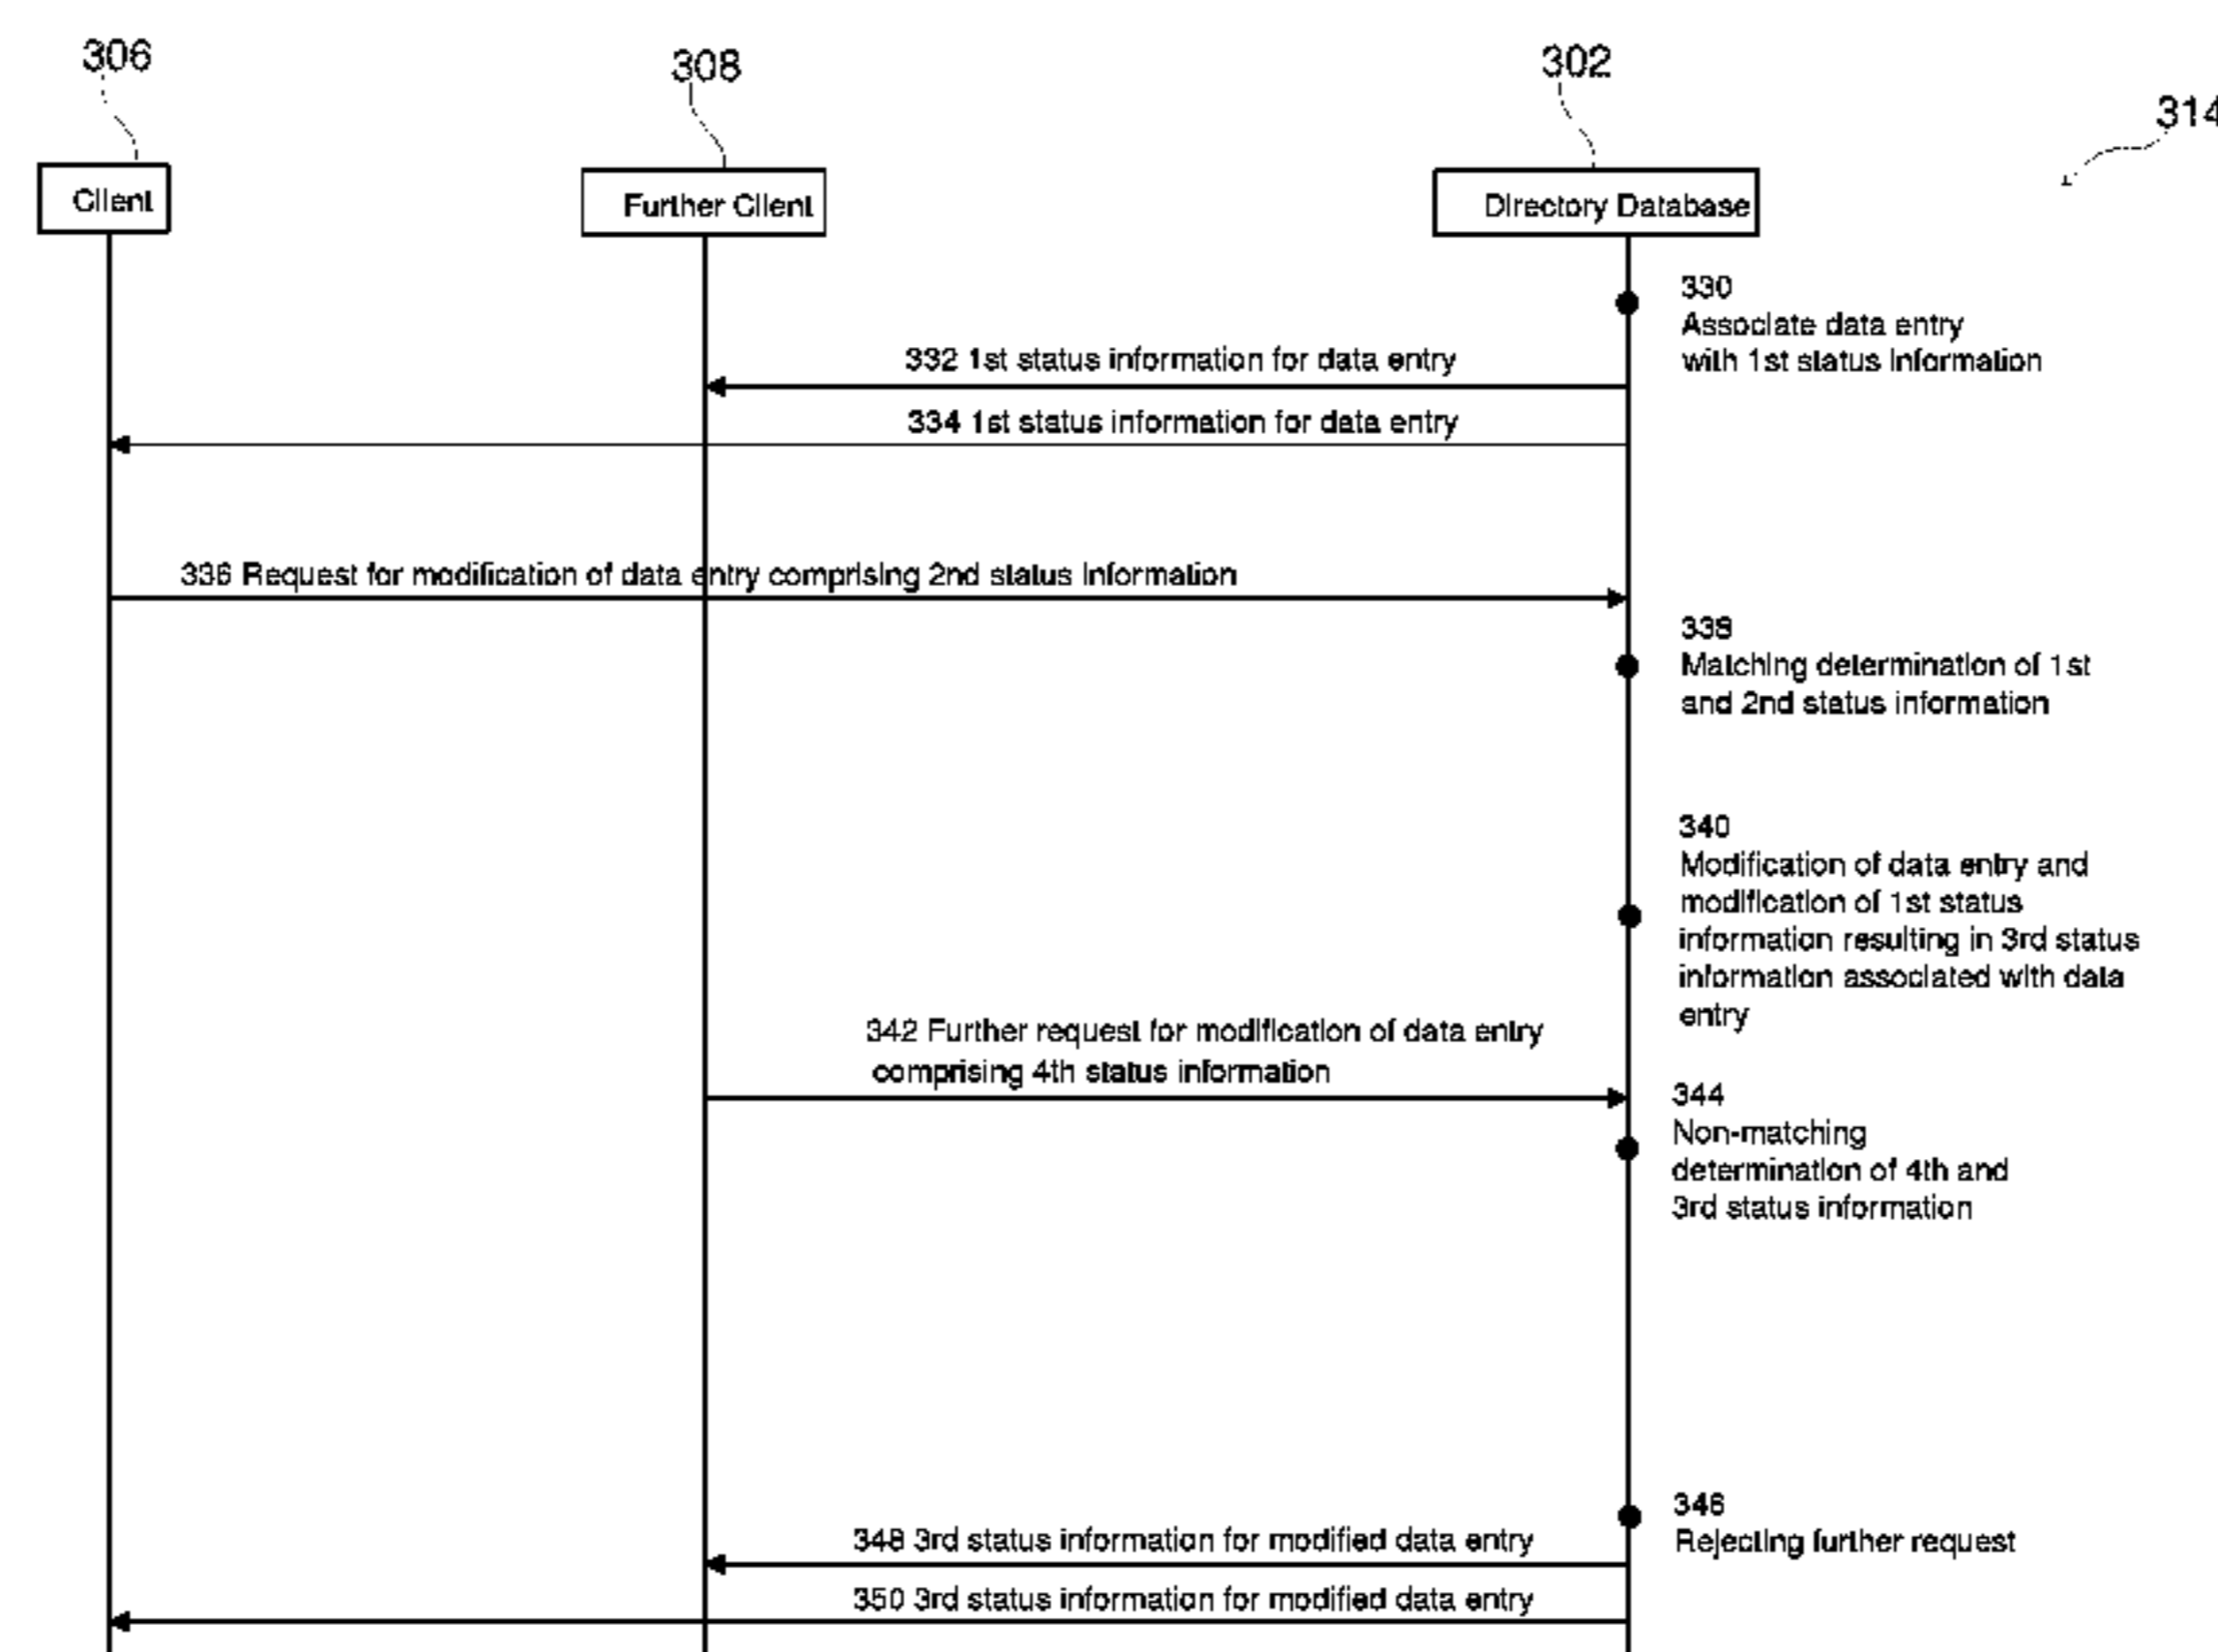 306
308
302
314
Client
Further Client
Directory Database
330
Associate data entry
with 1st status information
332 1st status information for data entry
334 1st status information for data entry
336 Request for modification of data entry comprising 2nd status information
338
Matching determination of 1st
and 2nd status information
340
Modification of data entry and
modification of 1st status
information resulting in 3rd status
information associated with data
entry
342 Further request for modification of data entry
comprising 4th status information
344
Non-matching
determination of 4th and
3rd status information
346
Rejecting further request
348 3rd status information for modified data entry
350 3rd status information for modified data entry